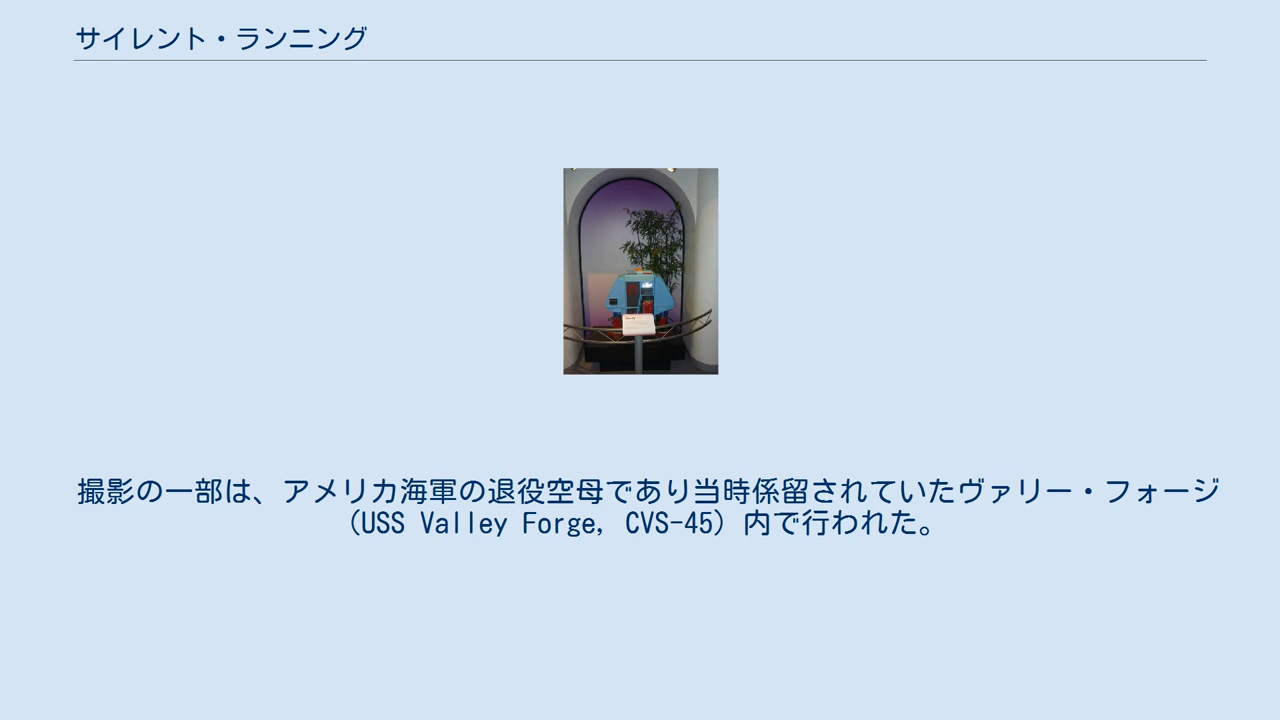 サイレント・ランニング
撮影の一部は、アメリカ海軍の退役空母であり当時係留されていたヴァリー・フォージ
（USS Valley Forge, CVS-45）内で行われた。